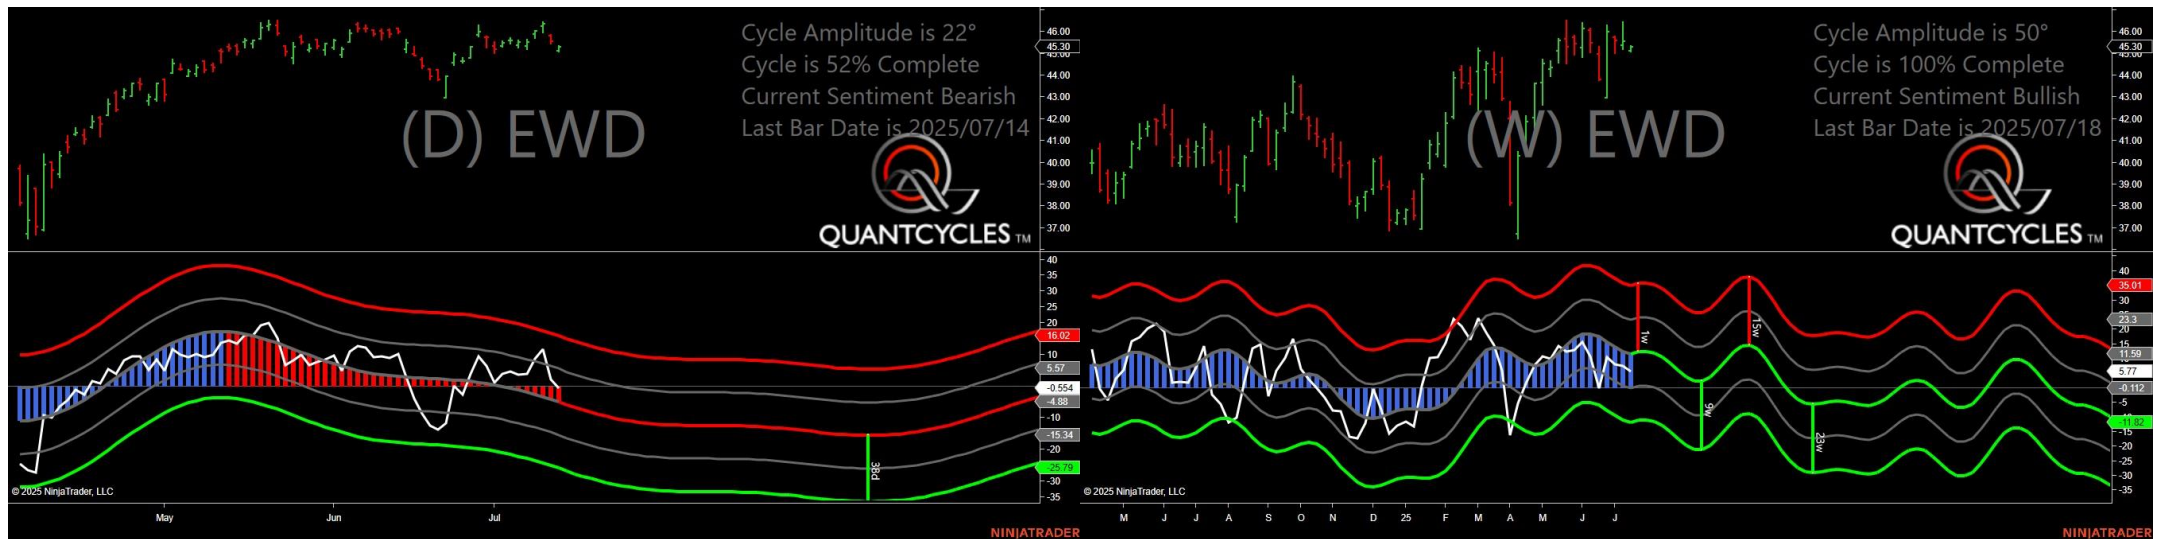 Cycle Amplitude is 22°
Cycle is 52% Complete
Current Sentiment Bearish
Last Bar Date is 2025/07/14
(D) EWD
QUANTCYCLES TM
46.00
45.30
45.00
44.00
43.00
42.00
41.00
40.00
39.00
38.00
37.00
40
35
30
25
20
16.02
10
5.57
-0.554
-4.88
-10
-15.34
20
-25.79
-30
-35
38d
© 2025 NinjaTrader, LLC
May
Jun
Jul
NINJATRADER
Cycle Amplitude is 50°
Cycle is 100% Complete
Current Sentiment Bullish
Last Bar Date is 2025/07/18
(W) EWD
QUANTCYCLES TM
46.00
45.30
45.00
44.00
43.00
42.00
41.00
40.00
39.00
38.00
37.00
40
35.01
30
23.3
15
11.59
5.77
-0.112
-5
-11.82
-15
-20
-25
-30
-35
1w
9w
15w
23w
© 2025 NinjaTrader, LLC
M
J
J
A
S
O
N
D
25
F
M
A
M
J
J
NINJATRADER